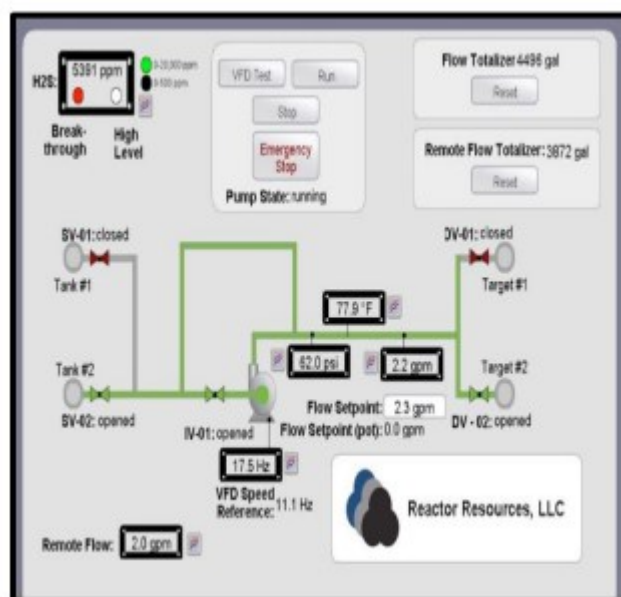 H2S:
5391 ppm
0-20,000 ppm
0-500 ppm
Break-
through
High
Level
VFD Test
Run
Stop
Emergency
Stop
Pump State: running
Flow Totalizer 4496 gal
Reset
Remote Flow Totalizer: 3872 gal
Reset
SV-01: closed
Tank #1
DV-01: closed
Target #1
77.9 °F
62.0 psi
2.2 gpm
Tank #2
SV-02: opened
IV-01: opened
Target #2
DV - 02: opened
Flow Setpoint: 2.3 gpm
Flow Setpoint (pot): 0.0 gpm
17.5 Hz
VFD Speed
Reference: 11.1 Hz
Remote Flow: 2.0 gpm
Reactor Resources, LLC